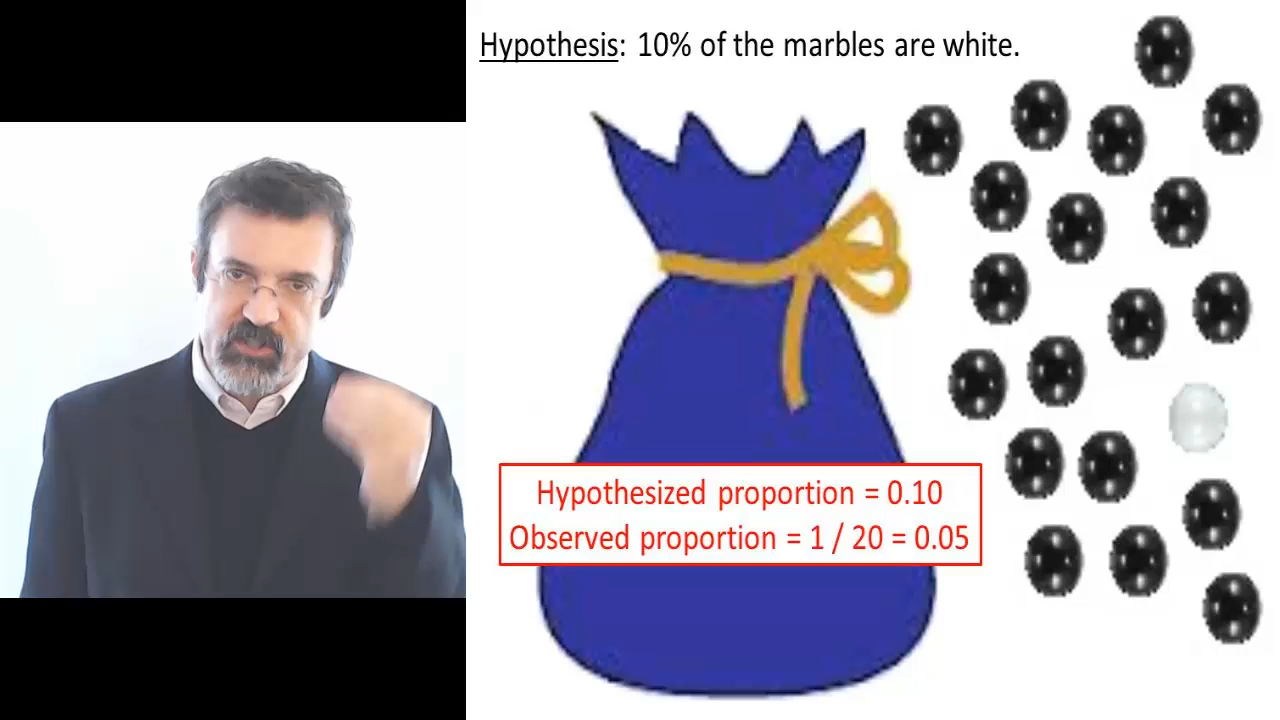 Hypothesis: 10% of the marbles are white.
Hypothesized proportion = 0.10
Observed proportion = 1 / 20 = 0.05